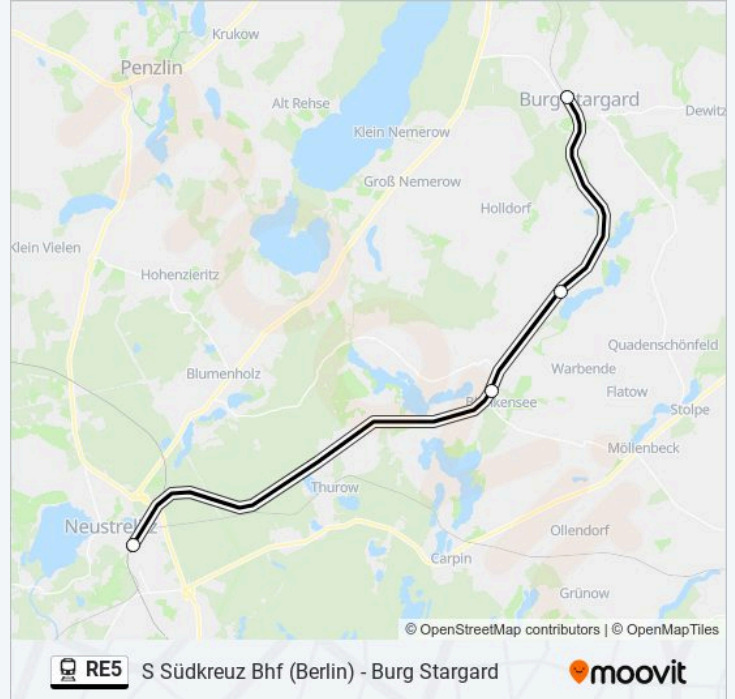 Krukow
Penzlin
Alt Rehse
Burg Stargard
Dewitz
Klein Nemerow
Groß Nemerow
Holldorf
Klein Vielen
Hohenzieritz
Quadenschönfeld
Blumenholz
Warbende
Flatow
Blankensee
Stolpe
Möllenbeck
Thurow
Neustrelitz
Ollendorf
Carpin
Grünow
© OpenStreetMap contributors | © OpenMapTiles
RE5 S Südkreuz Bhf (Berlin) - Burg Stargard
moovit